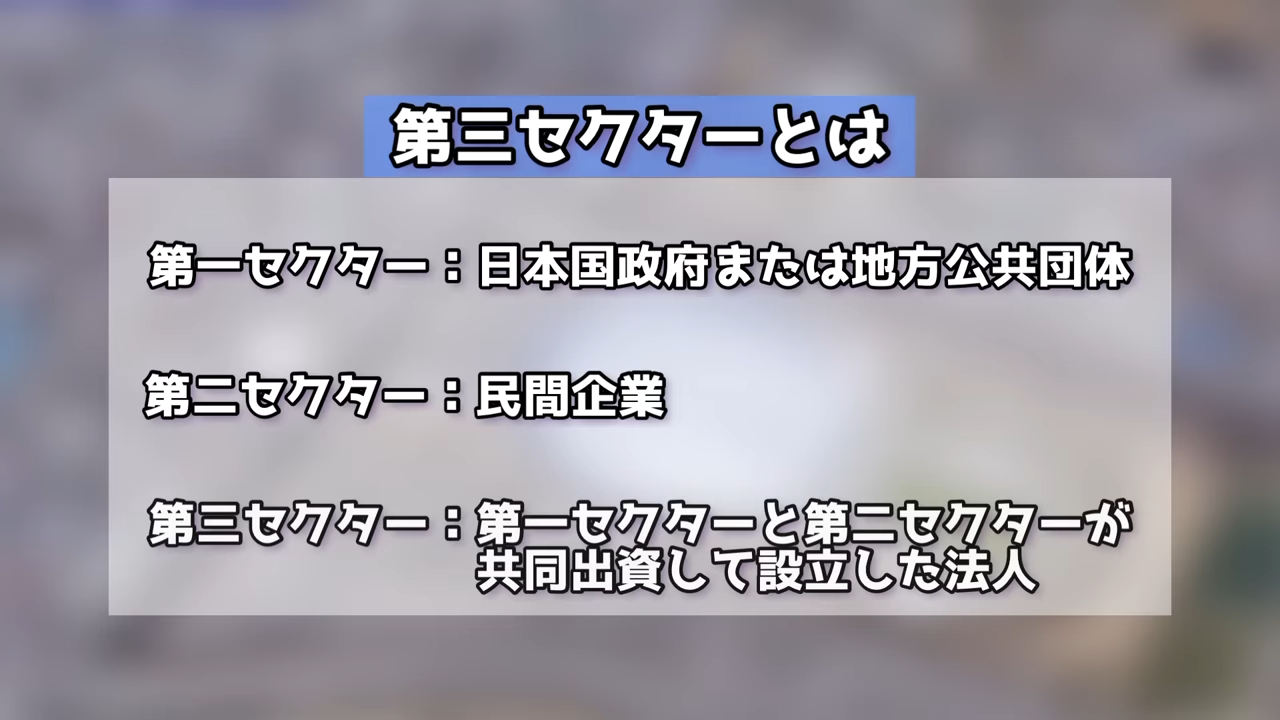 第三セクターとは
第一セクター：日本国政府または地方公共団体
第二セクター：民間企業
第三セクター：第一セクターと第二セクターが
共同出資して設立した法人